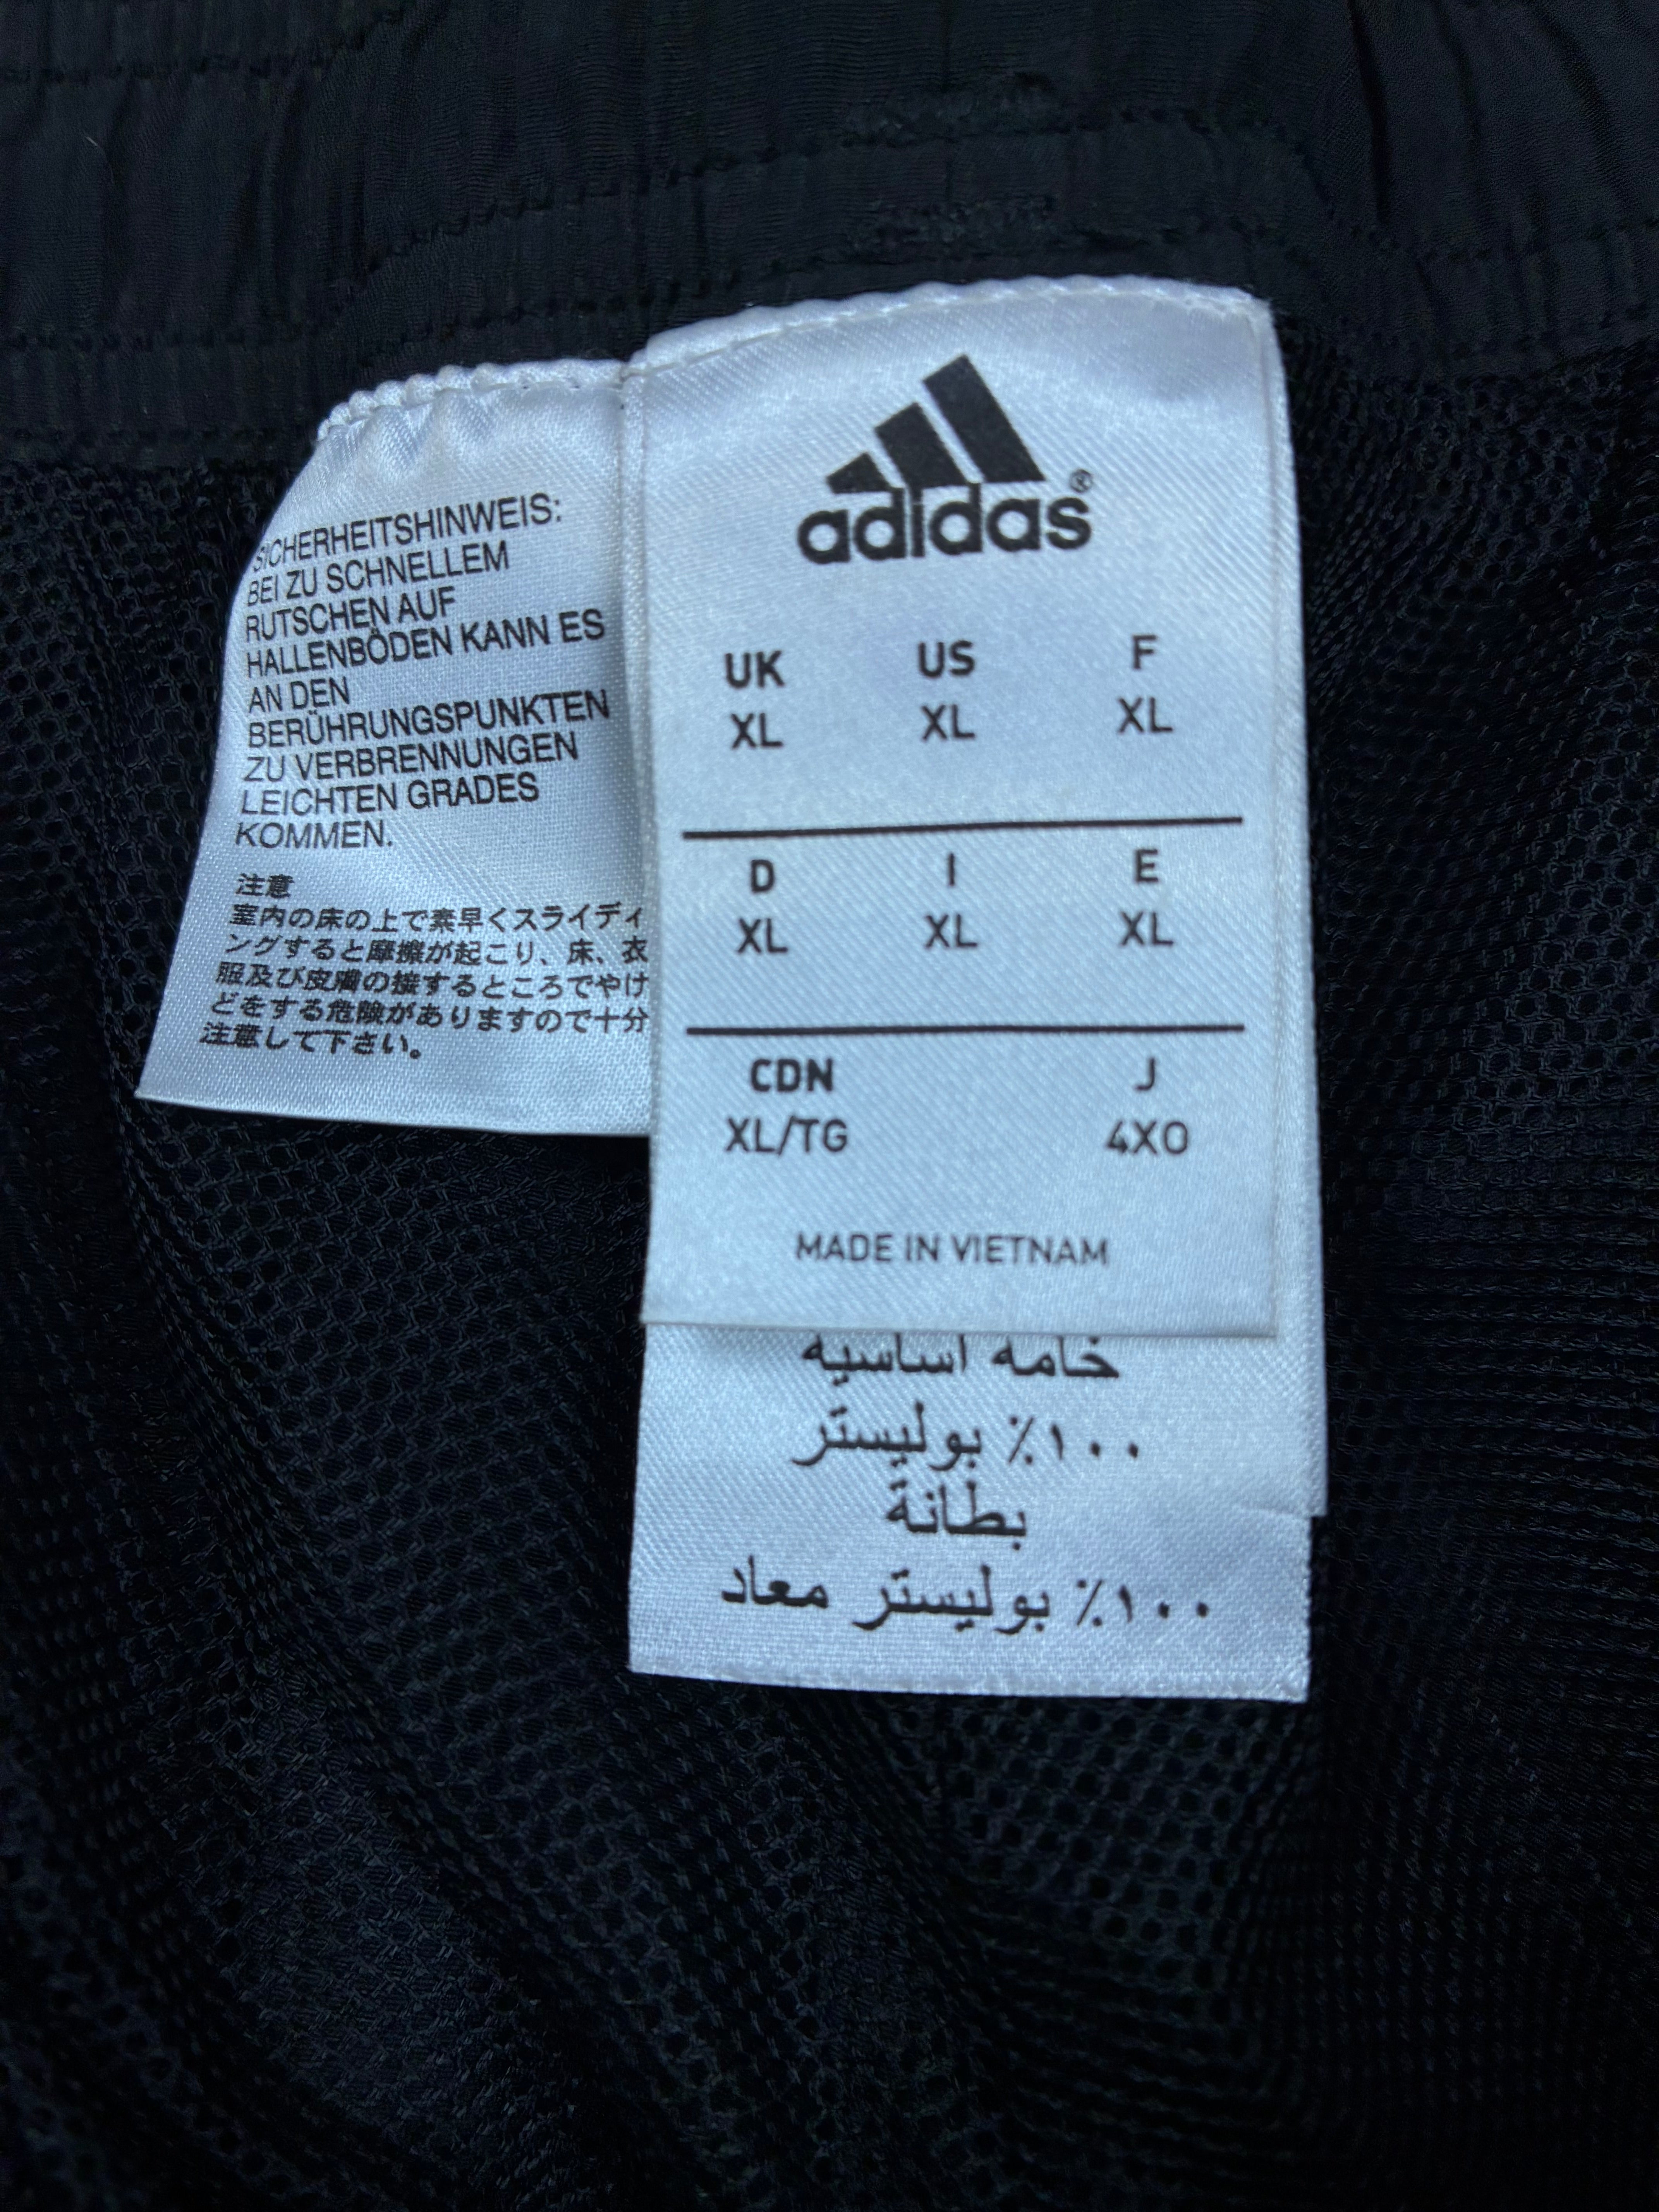 SICHERHEITSHINWEIS:
BEI ZU SCHNELLEM
RUTSCHEN AUF
HALLENBÖDEN KANN ES
AN DEN
BERÜHRUNGSPUNKTEN
ZU VERBRENNUNGEN
LEICHTEN GRADES
KOMMEN.
注意
室内の床の上で素早くスライディ
ングすると摩擦が起こり、床、衣
服及び皮膚の接するところでやけ
どをする危険がありますので十分
注意して下さい。
adidas®
UK US F
XL XL XL
D I E
XL XL XL
CDN J
XL/TG 4XO
MADE IN VIETNAM
خامه اساسيه
١٠٠٪ بوليستر
بطانة
١٠٠٪ بوليستر معاد